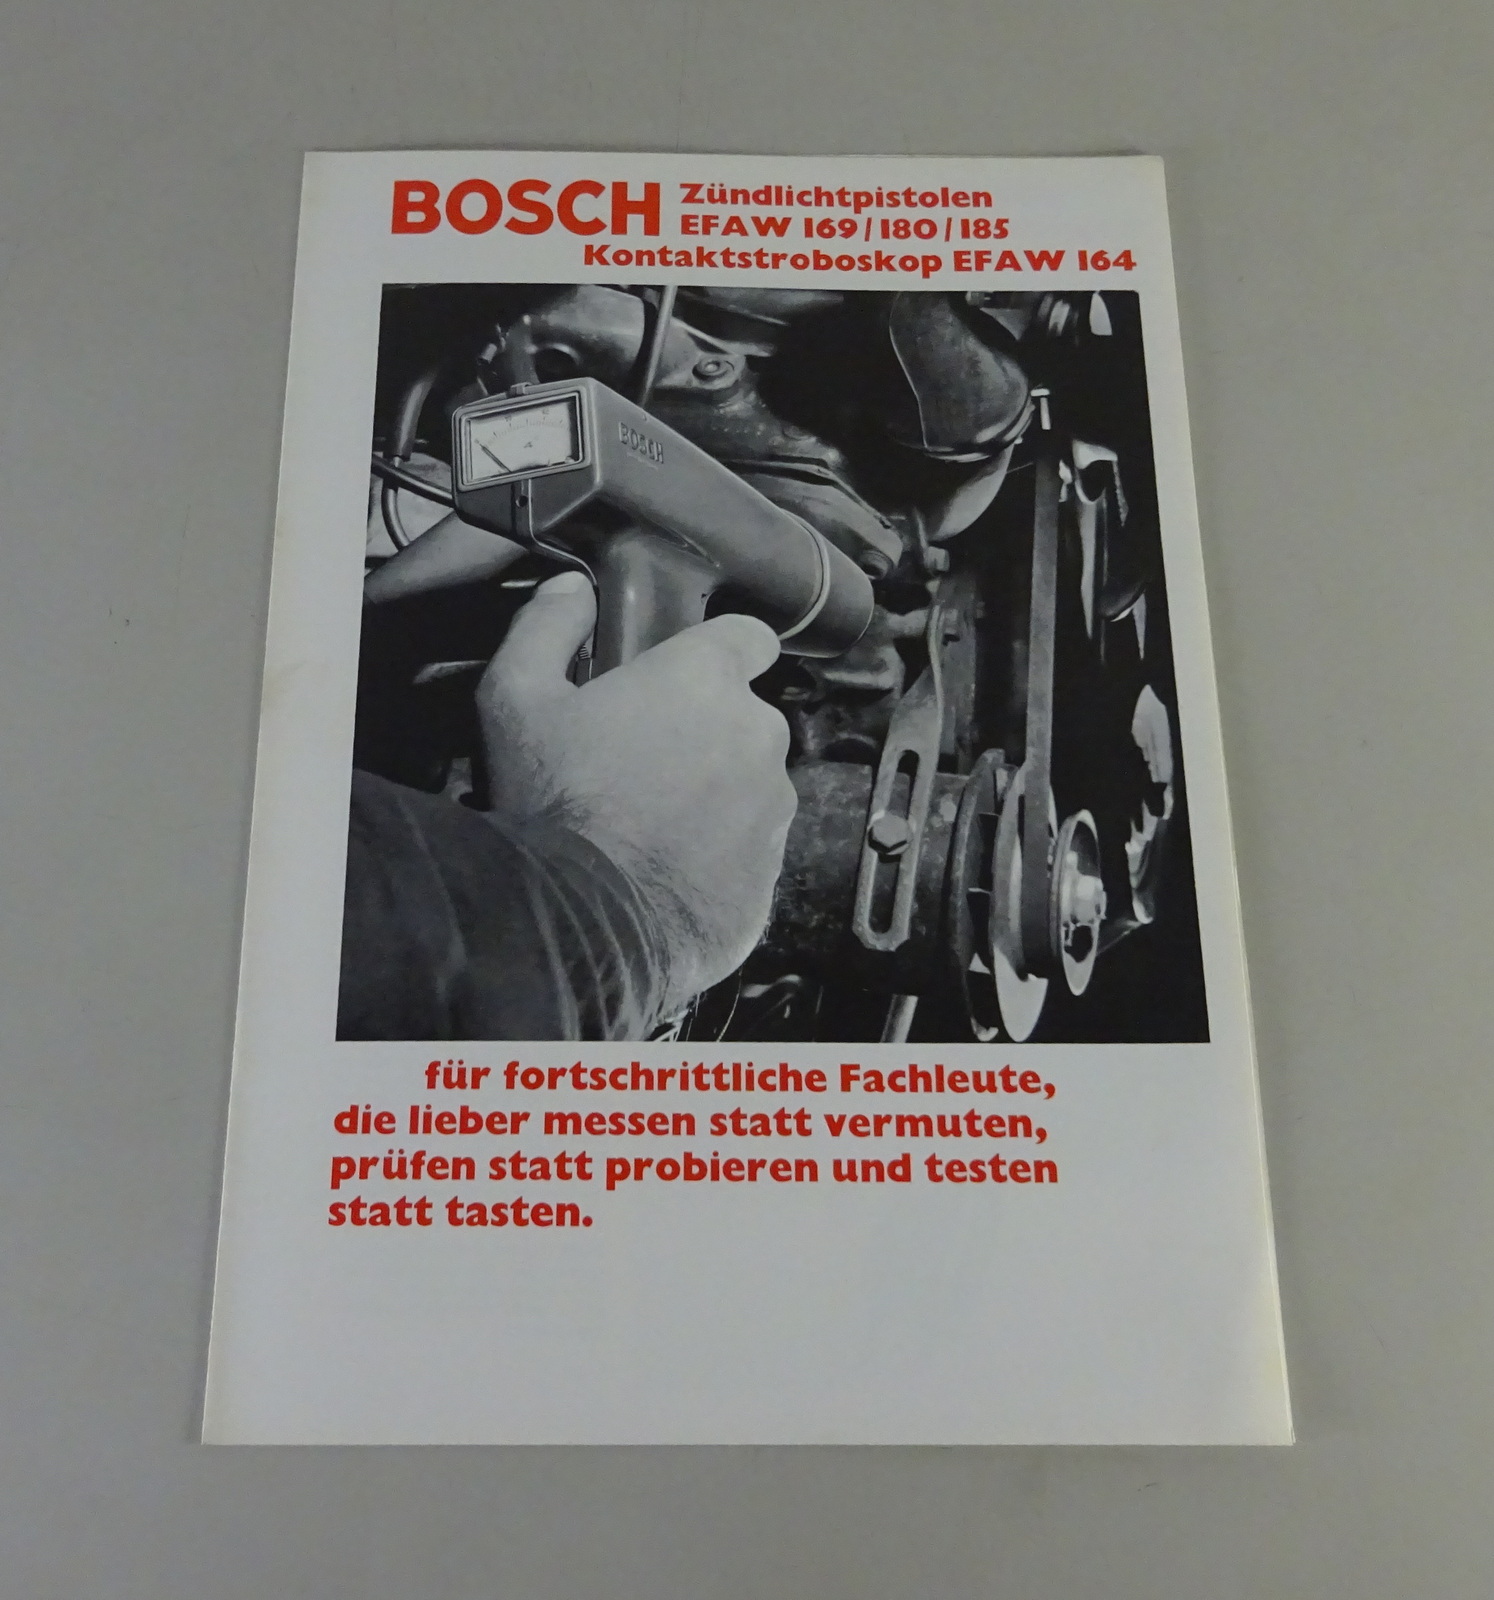 BOSCH Zündlichtpistolen
EFAW 169/180/185
Kontaktstroboskop EFAW 164
BOSCH
für fortschrittliche Fachleute,
die lieber messen statt vermuten,
prüfen statt probieren und testen
statt tasten.